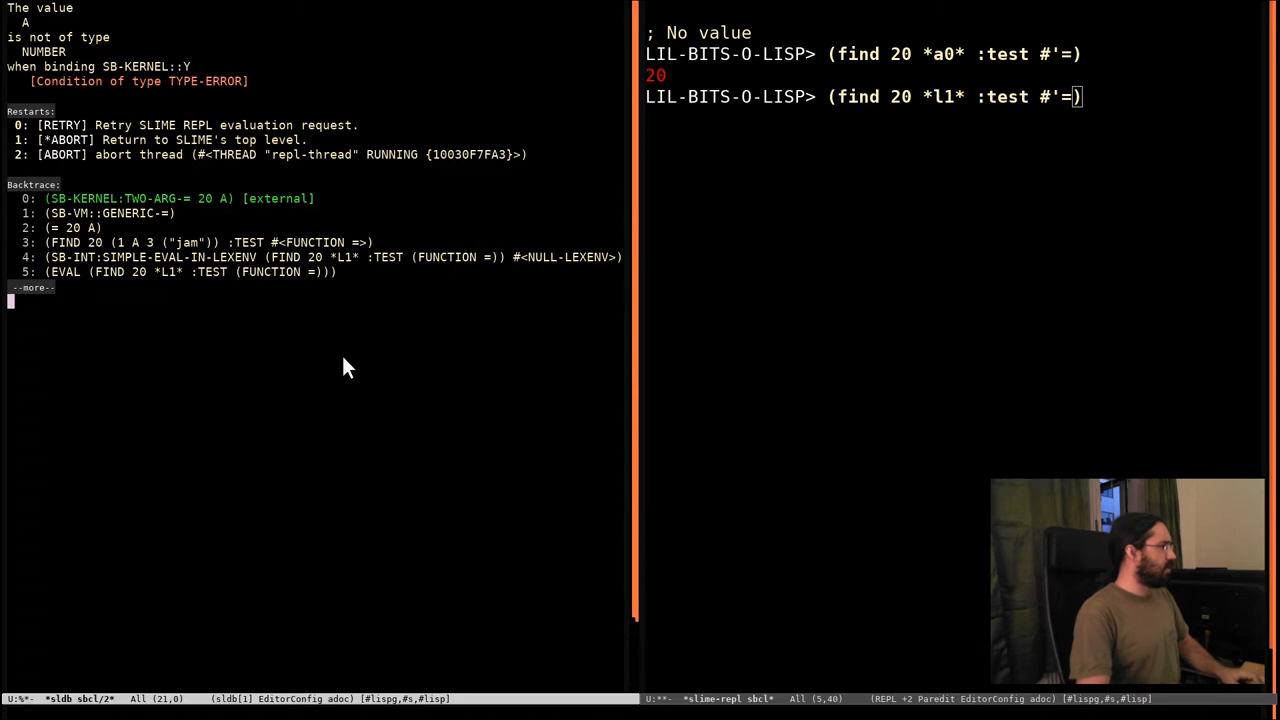 The value
A
is not of type
NUMBER
when binding SB-KERNEL::Y
[Condition of type TYPE-ERROR]
Restarts:
0: [RETRY] Retry SLIME REPL evaluation request.
1: [*ABORT] Return to SLIME's top level.
2: [ABORT] abort thread (#<THREAD "repl-thread" RUNNING {10030F7FA3}>)
Backtrace:
0: (SB-KERNEL:TWO-ARG-= 20 A) [external]
1: (SB-VM::GENERIC-=)
2: (= 20 A)
3: (FIND 20 (1 A 3 ("jam")) :TEST #<FUNCTION =>)
4: (SB-INT:SIMPLE-EVAL-IN-LEXENV (FIND 20 *L1* :TEST (FUNCTION =)) #<NULL-LEXENV>)
5: (EVAL (FIND 20 *L1* :TEST (FUNCTION =)))
--more--
U:%*- *sldb sbcl/2* All (21,0) (sldb[1] EditorConfig adoc) [#lispg,#s,#lisp]
; No value
LIL-BITS-O-LISP> (find 20 *a0* :test #'=)
20
LIL-BITS-O-LISP> (find 20 *l1* :test #'=)
U:**- *slime-repl sbcl* All (5,40) (REPL +2 Paredit EditorConfig adoc) [#lispg,#s,#lisp]